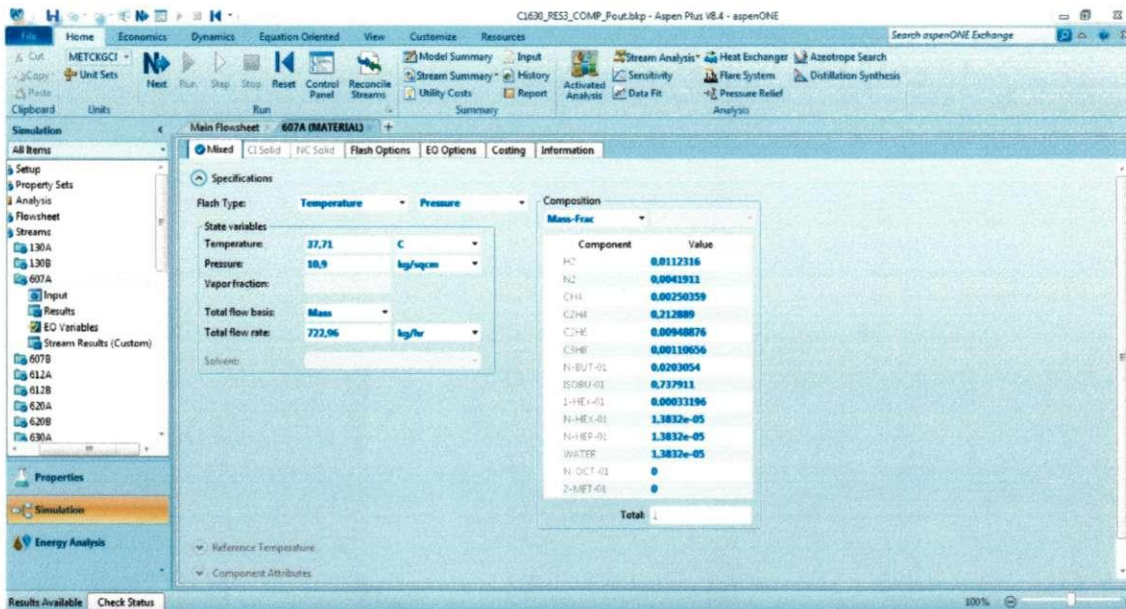 C1630_RES3_COMP_Pout.bkp - Aspen Plus V8.4 - aspenONE
File Home Economics Dynamics Equation Oriented View Customize Resources Search aspenONE Exchange
Cut METCKGCI Model Summary Input Stream Analysis Heat Exchanger Azeotrope Search
Copy Unit Sets Next Run Step Stop Reset Control Panel Reconcile Streams Stream Summary History Activated Analysis Sensitivity Flare System Distillation Synthesis
Paste Utility Costs Report Data Fit Pressure Relief
Clipboard Units Run Summary Analysis
Simulation Main Flowsheet 607A (MATERIAL) +
All Items Mixed CI Solid NC Solid Flash Options EO Options Costing Information
Setup
Property Sets
Analysis
Flowsheet
Streams
130A
130B
607A
Input
Results
EO Variables
Stream Results (Custom)
607B
612A
612B
620A
620B
630A
Properties
Simulation
Energy Analysis
Specifications
Flash Type: Temperature Pressure
State variables
Temperature: 37,71 C
Pressure: 10,9 kg/sqcm
Vapor fraction:
Total flow basis: Mass
Total flow rate: 722,96 kg/hr
Solvent:
Composition
Mass-Frac
Component Value
H2 0,0112316
N2 0,0041911
CH4 0,00250359
C2H4 0,212889
C2H6 0,00948876
C3H8 0,00110656
N-BUT-01 0,0203054
ISOBU-01 0,737911
1-HEX-01 0,00033196
N-HEX-01 1,3832e-05
N-HEP-01 1,3832e-05
WATER 1,3832e-05
N-OCT-01 0
2-MET-01 0
Total: 1
Reference Temperature
Component Attributes
Results Available Check Status 100%